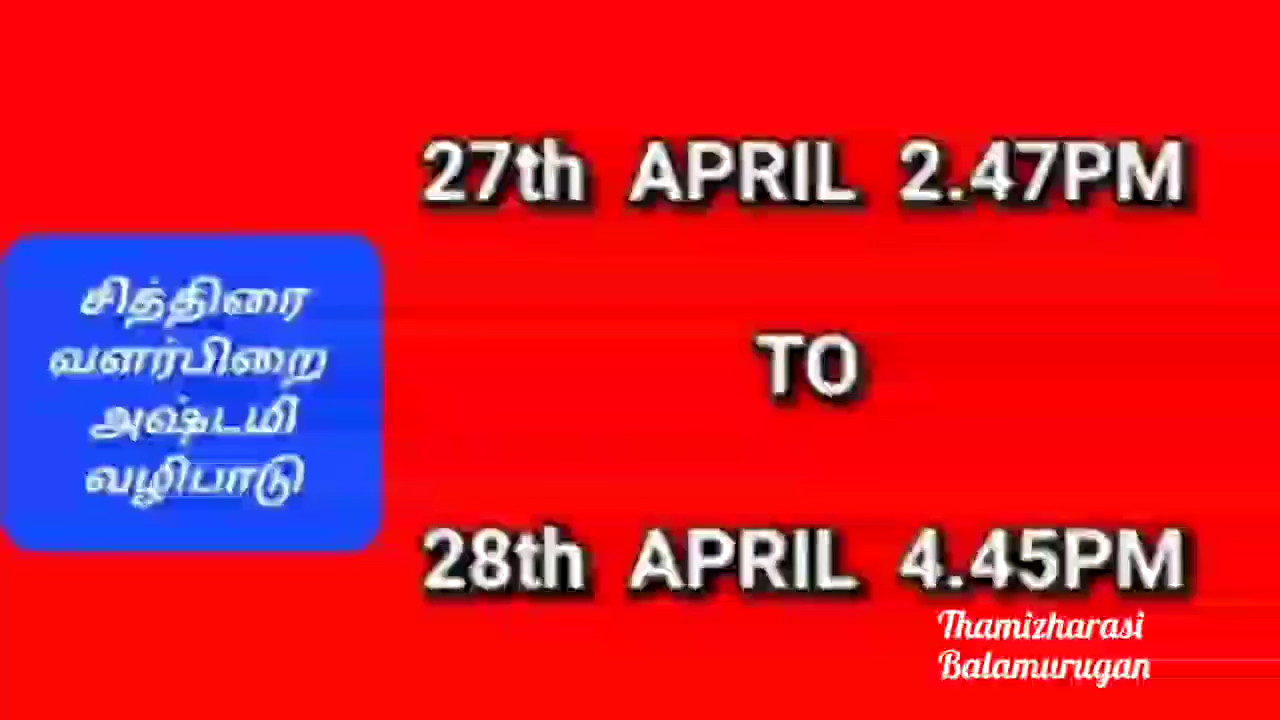 27th APRIL 2.47PM
சித்திரை
வளர்பிறை
அஷ்டமி
வழிபாடு
TO
28th APRIL 4.45PM
Thamizharasi
Balamurugan